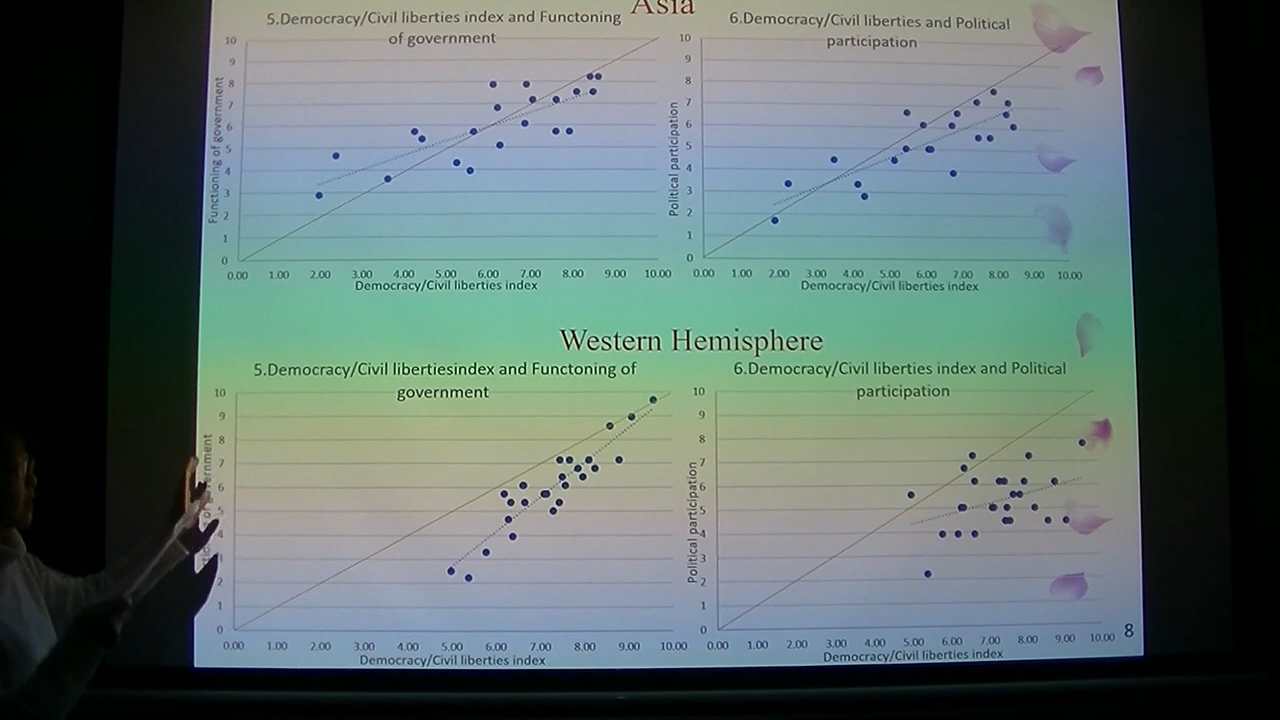 Asia
5.Democracy/Civil liberties index and Functoning
of government
10
9
8
7
6
5
4
3
2
1
0
Functioning of government
0.00 1.00 2.00 3.00 4.00 5.00 6.00 7.00 8.00 9.00 10.00
Democracy/Civil liberties index
6.Democracy/Civil liberties and Political
participation
10
9
8
7
6
5
4
3
2
1
0
Political participation
0.00 1.00 2.00 3.00 4.00 5.00 6.00 7.00 8.00 9.00 10.00
Democracy/Civil liberties index
Western Hemisphere
5.Democracy/Civil libertiesindex and Functoning of
government
10
9
8
7
6
5
4
3
2
1
0
0.00 1.00 2.00 3.00 4.00 5.00 6.00 7.00 8.00 9.00 10.00
Democracy/Civil liberties index
6.Democracy/Civil liberties index and Political
participation
10
9
8
7
6
5
4
3
2
1
0
Political participation
0.00 1.00 2.00 3.00 4.00 5.00 6.00 7.00 8.00 9.00 10.00
Democracy/Civil liberties index
8